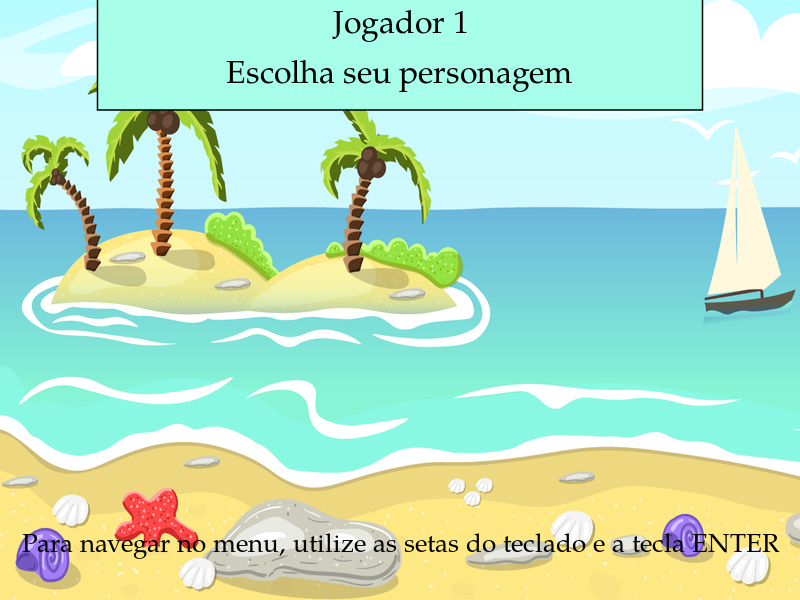 Jogador 1
Escolha seu personagem
Para navegar no menu, utilize as setas do teclado e a tecla ENTER